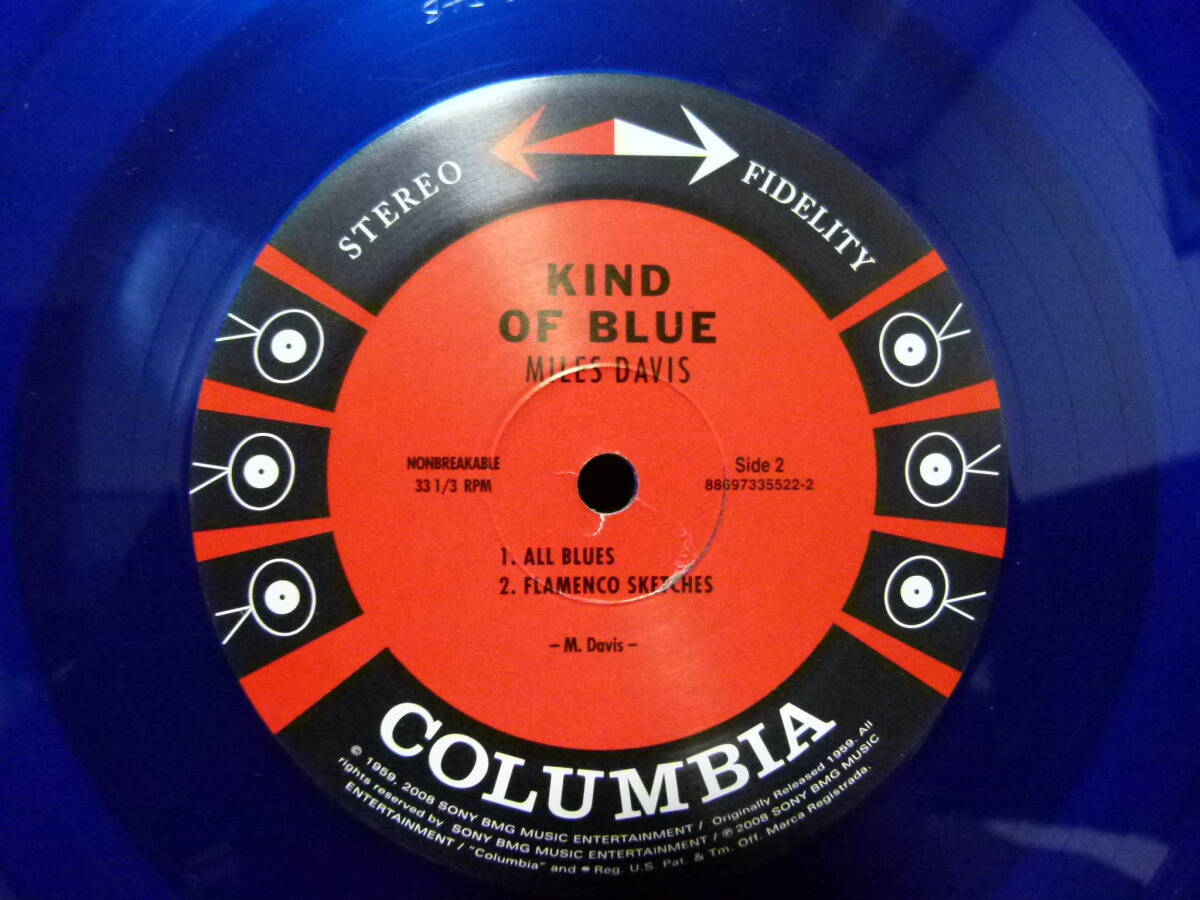 STEREO FIDELITY
KIND
OF BLUE
MILES DAVIS
NONBREAKABLE
33 1/3 RPM
Side 2
88697335522-2
1. ALL BLUES
2. FLAMENCO SKETCHES
– M. Davis –
COLUMBIA
© 1959, 2008 SONY BMG MUSIC ENTERTAINMENT / Originally Released 1959. All
rights reserved by SONY BMG MUSIC ENTERTAINMENT / ℗ 2008 SONY BMG MUSIC
ENTERTAINMENT / "Columbia" and Reg. U.S. Pat. & Tm. Off. Marca Registrada.